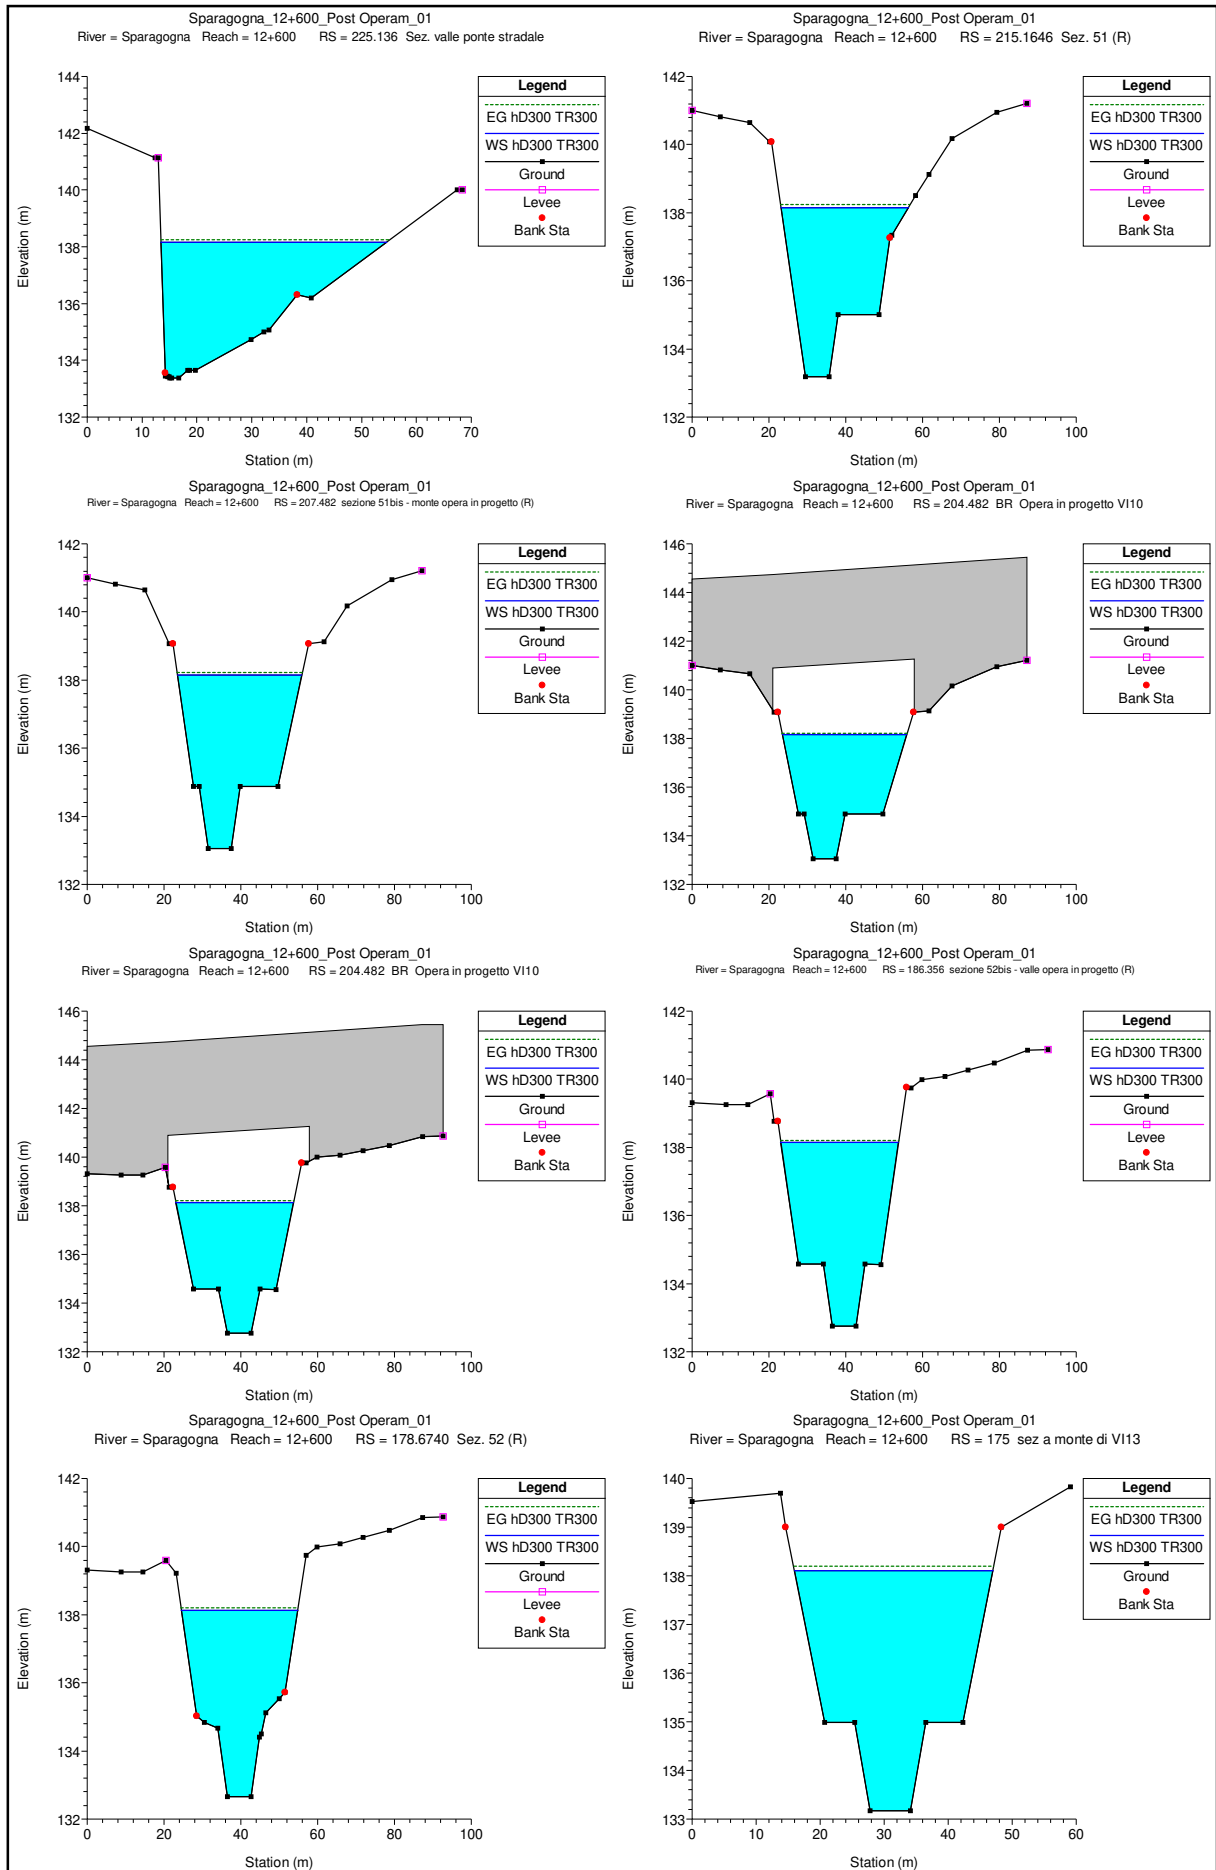 Sparagogna_12+600_Post Operam_01
River = Sparagogna Reach = 12+600 RS = 225.136 Sez. valle ponte stradale
Elevation (m)
144
142
140
138
136
134
132
0 10 20 30 40 50 60 70
Station (m)
Legend
EG hD300 TR300
WS hD300 TR300
Ground
Levee
Bank Sta
Sparagogna_12+600_Post Operam_01
River = Sparagogna Reach = 12+600 RS = 215.1646 Sez. 51 (R)
Elevation (m)
142
140
138
136
134
132
0 20 40 60 80 100
Station (m)
Legend
EG hD300 TR300
WS hD300 TR300
Ground
Levee
Bank Sta
Sparagogna_12+600_Post Operam_01
River = Sparagogna Reach = 12+600 RS = 207.482 sezione 51bis - monte opera in progetto (R)
Elevation (m)
142
140
138
136
134
132
0 20 40 60 80 100
Station (m)
Legend
EG hD300 TR300
WS hD300 TR300
Ground
Levee
Bank Sta
Sparagogna_12+600_Post Operam_01
River = Sparagogna Reach = 12+600 RS = 204.482 BR Opera in progetto VI10
Elevation (m)
146
144
142
140
138
136
134
132
0 20 40 60 80 100
Station (m)
Legend
EG hD300 TR300
WS hD300 TR300
Ground
Levee
Bank Sta
Sparagogna_12+600_Post Operam_01
River = Sparagogna Reach = 12+600 RS = 204.482 BR Opera in progetto VI10
Elevation (m)
146
144
142
140
138
136
134
132
0 20 40 60 80 100
Station (m)
Legend
EG hD300 TR300
WS hD300 TR300
Ground
Levee
Bank Sta
Sparagogna_12+600_Post Operam_01
River = Sparagogna Reach = 12+600 RS = 186.356 sezione 52bis - valle opera in progetto (R)
Elevation (m)
142
140
138
136
134
132
0 20 40 60 80 100
Station (m)
Legend
EG hD300 TR300
WS hD300 TR300
Ground
Levee
Bank Sta
Sparagogna_12+600_Post Operam_01
River = Sparagogna Reach = 12+600 RS = 178.6740 Sez. 52 (R)
Elevation (m)
142
140
138
136
134
132
0 20 40 60 80 100
Station (m)
Legend
EG hD300 TR300
WS hD300 TR300
Ground
Levee
Bank Sta
Sparagogna_12+600_Post Operam_01
River = Sparagogna Reach = 12+600 RS = 175 sez a monte di VI13
Elevation (m)
140
139
138
137
136
135
134
133
0 10 20 30 40 50 60
Station (m)
Legend
EG hD300 TR300
WS hD300 TR300
Ground
Bank Sta